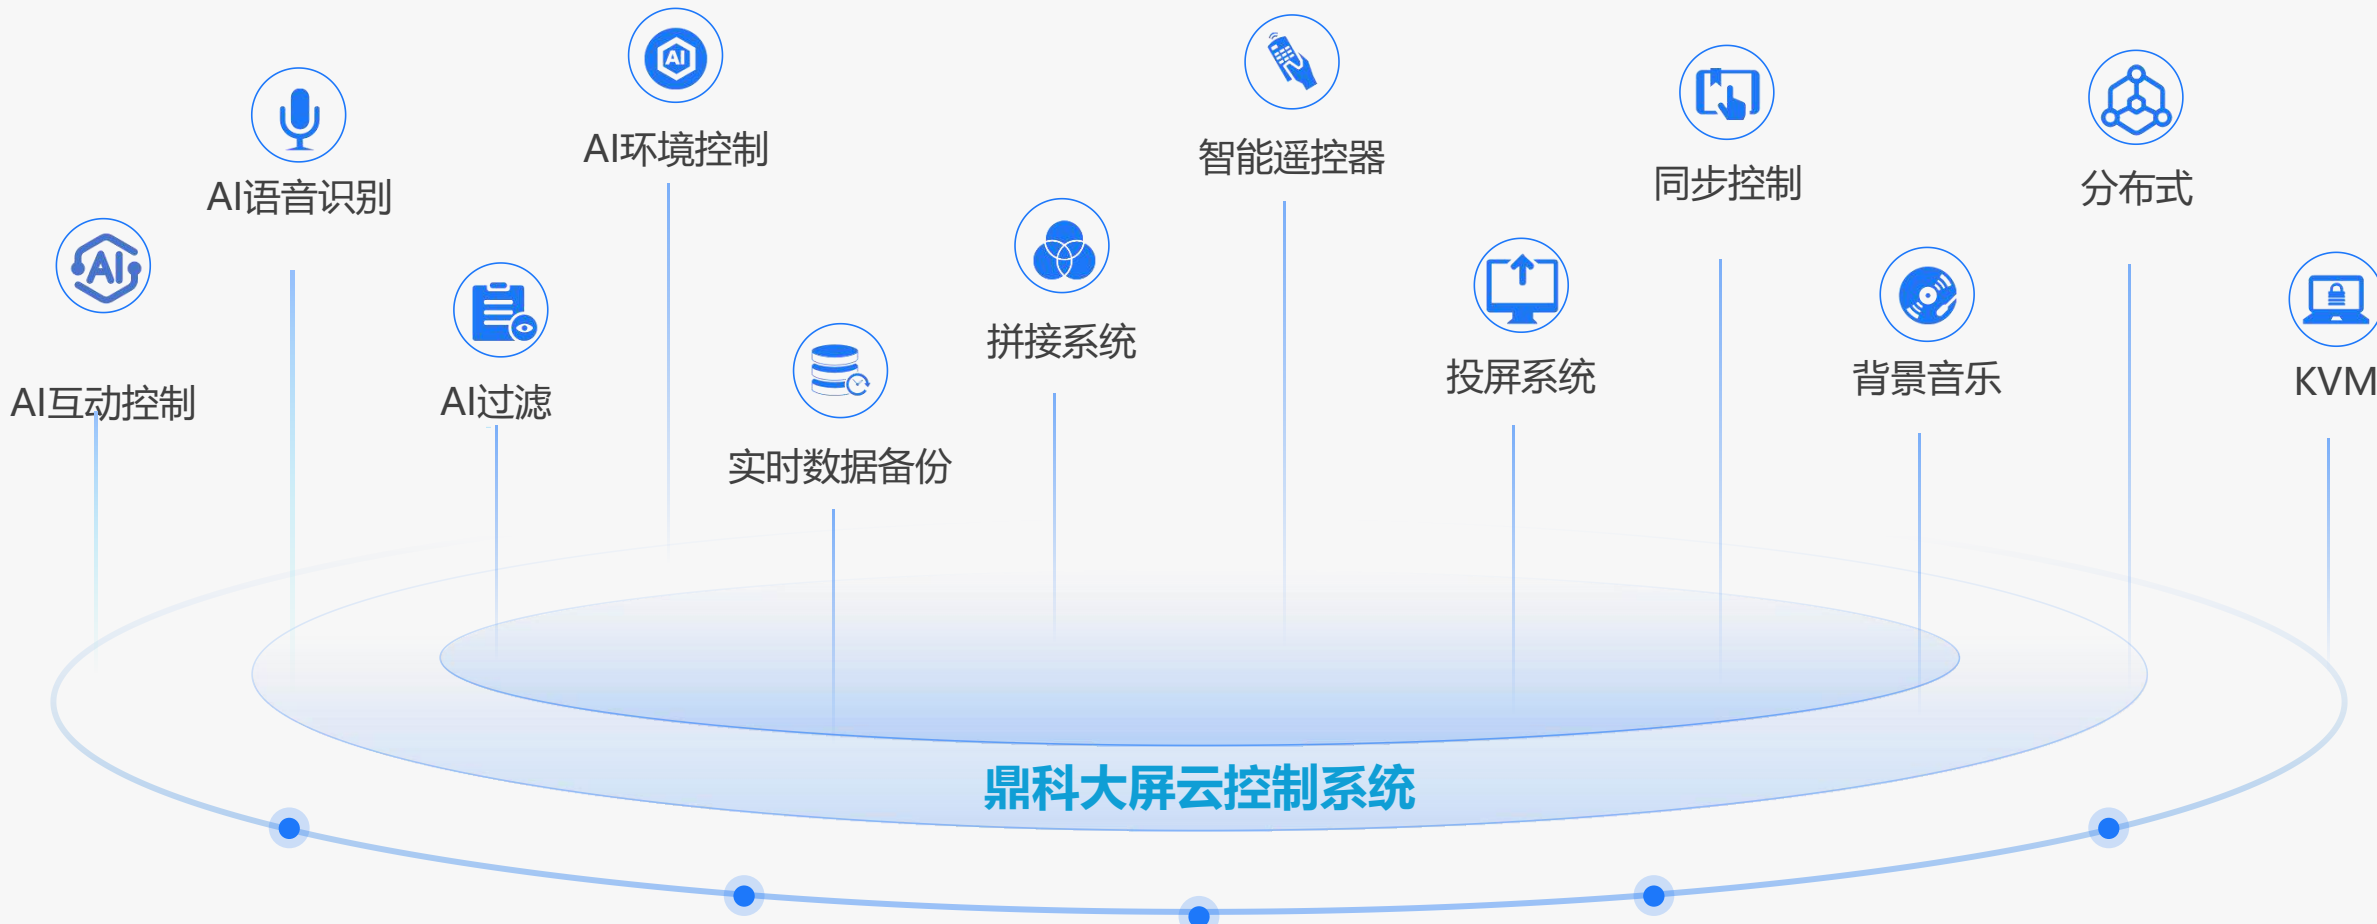 AI环境控制
智能遥控器
同步控制
分布式
AI语音识别
拼接系统
投屏系统
背景音乐
KVM
AI互动控制
AI过滤
实时数据备份
鼎科大屏云控制系统